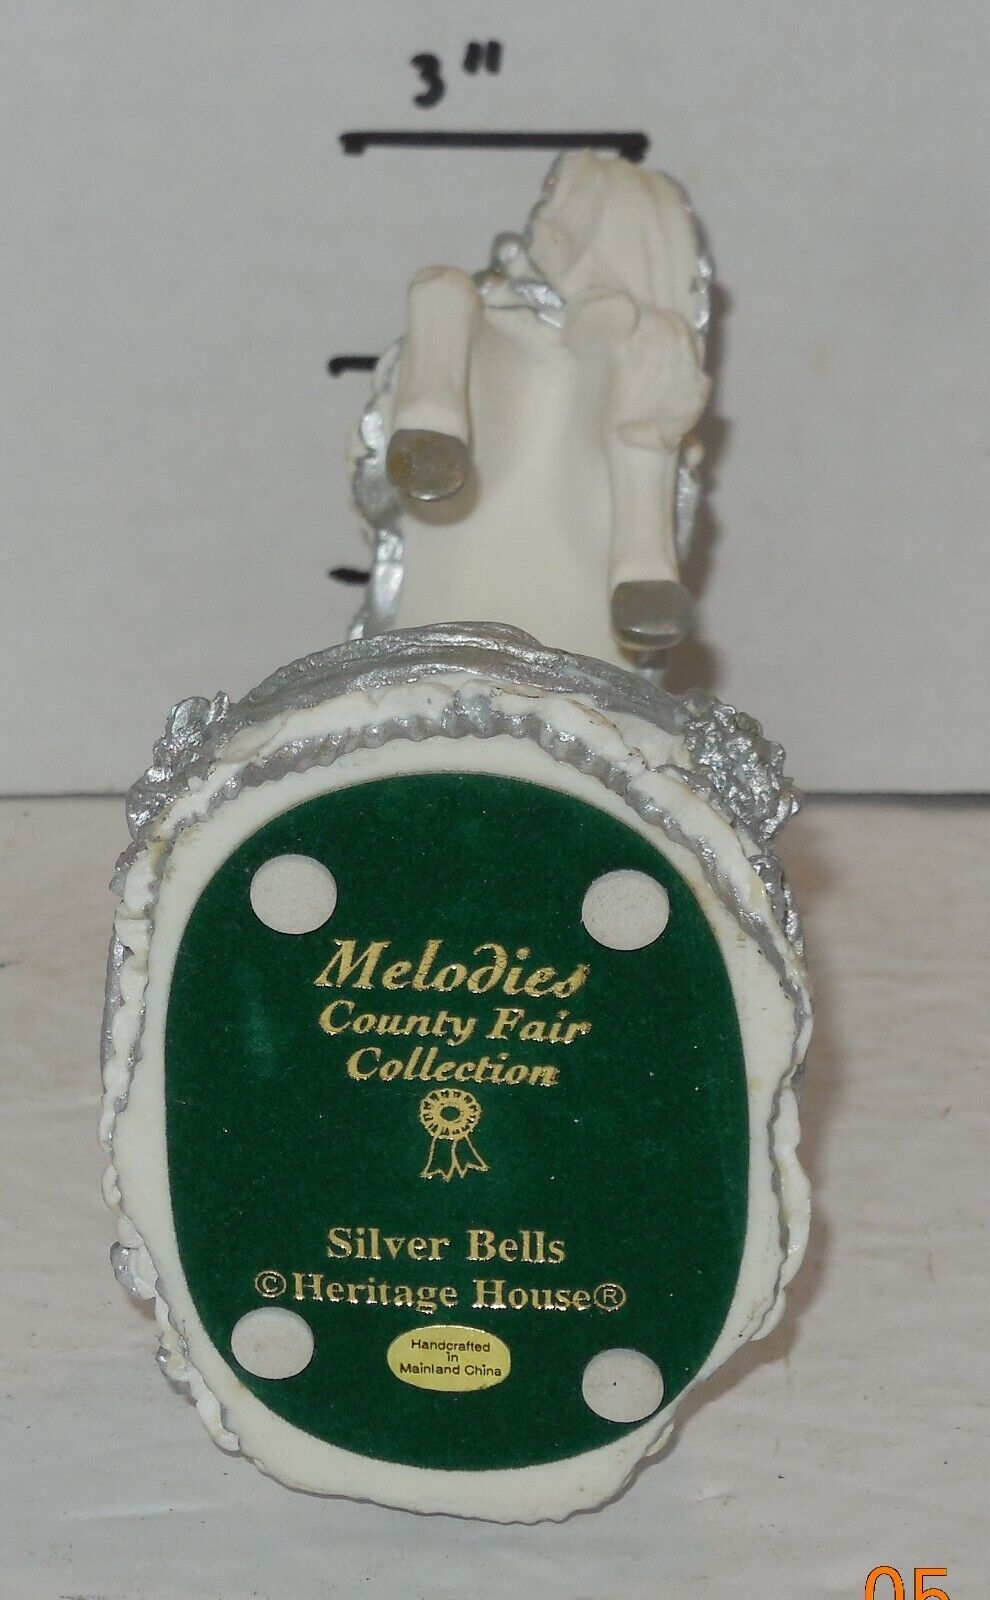 3"
Melodies
County Fair
Collection
Silver Bells
©Heritage House®
Handcrafted
in
Mainland China
05